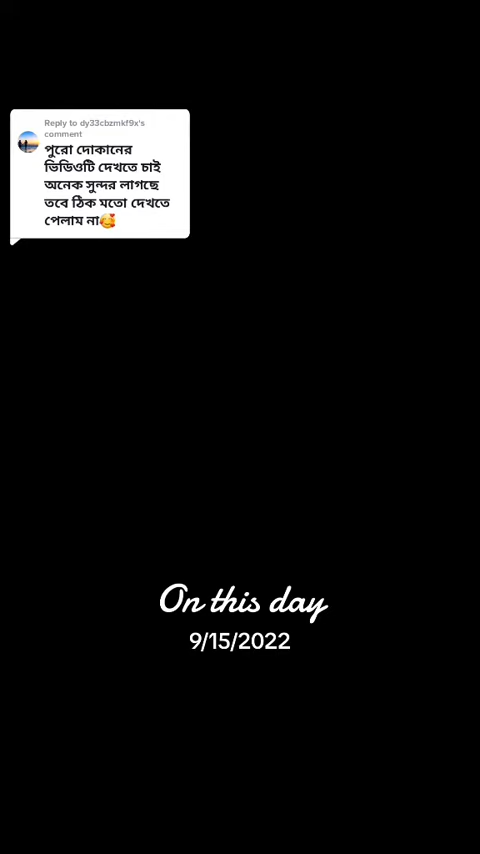 Reply to dy33cbzmkf9x's
comment
পুরো দোকানের
ভিডিওটি দেখতে চাই
অনেক সুন্দর লাগছে
তবে ঠিক মতো দেখতে
পেলাম না🥰
On this day
9/15/2022